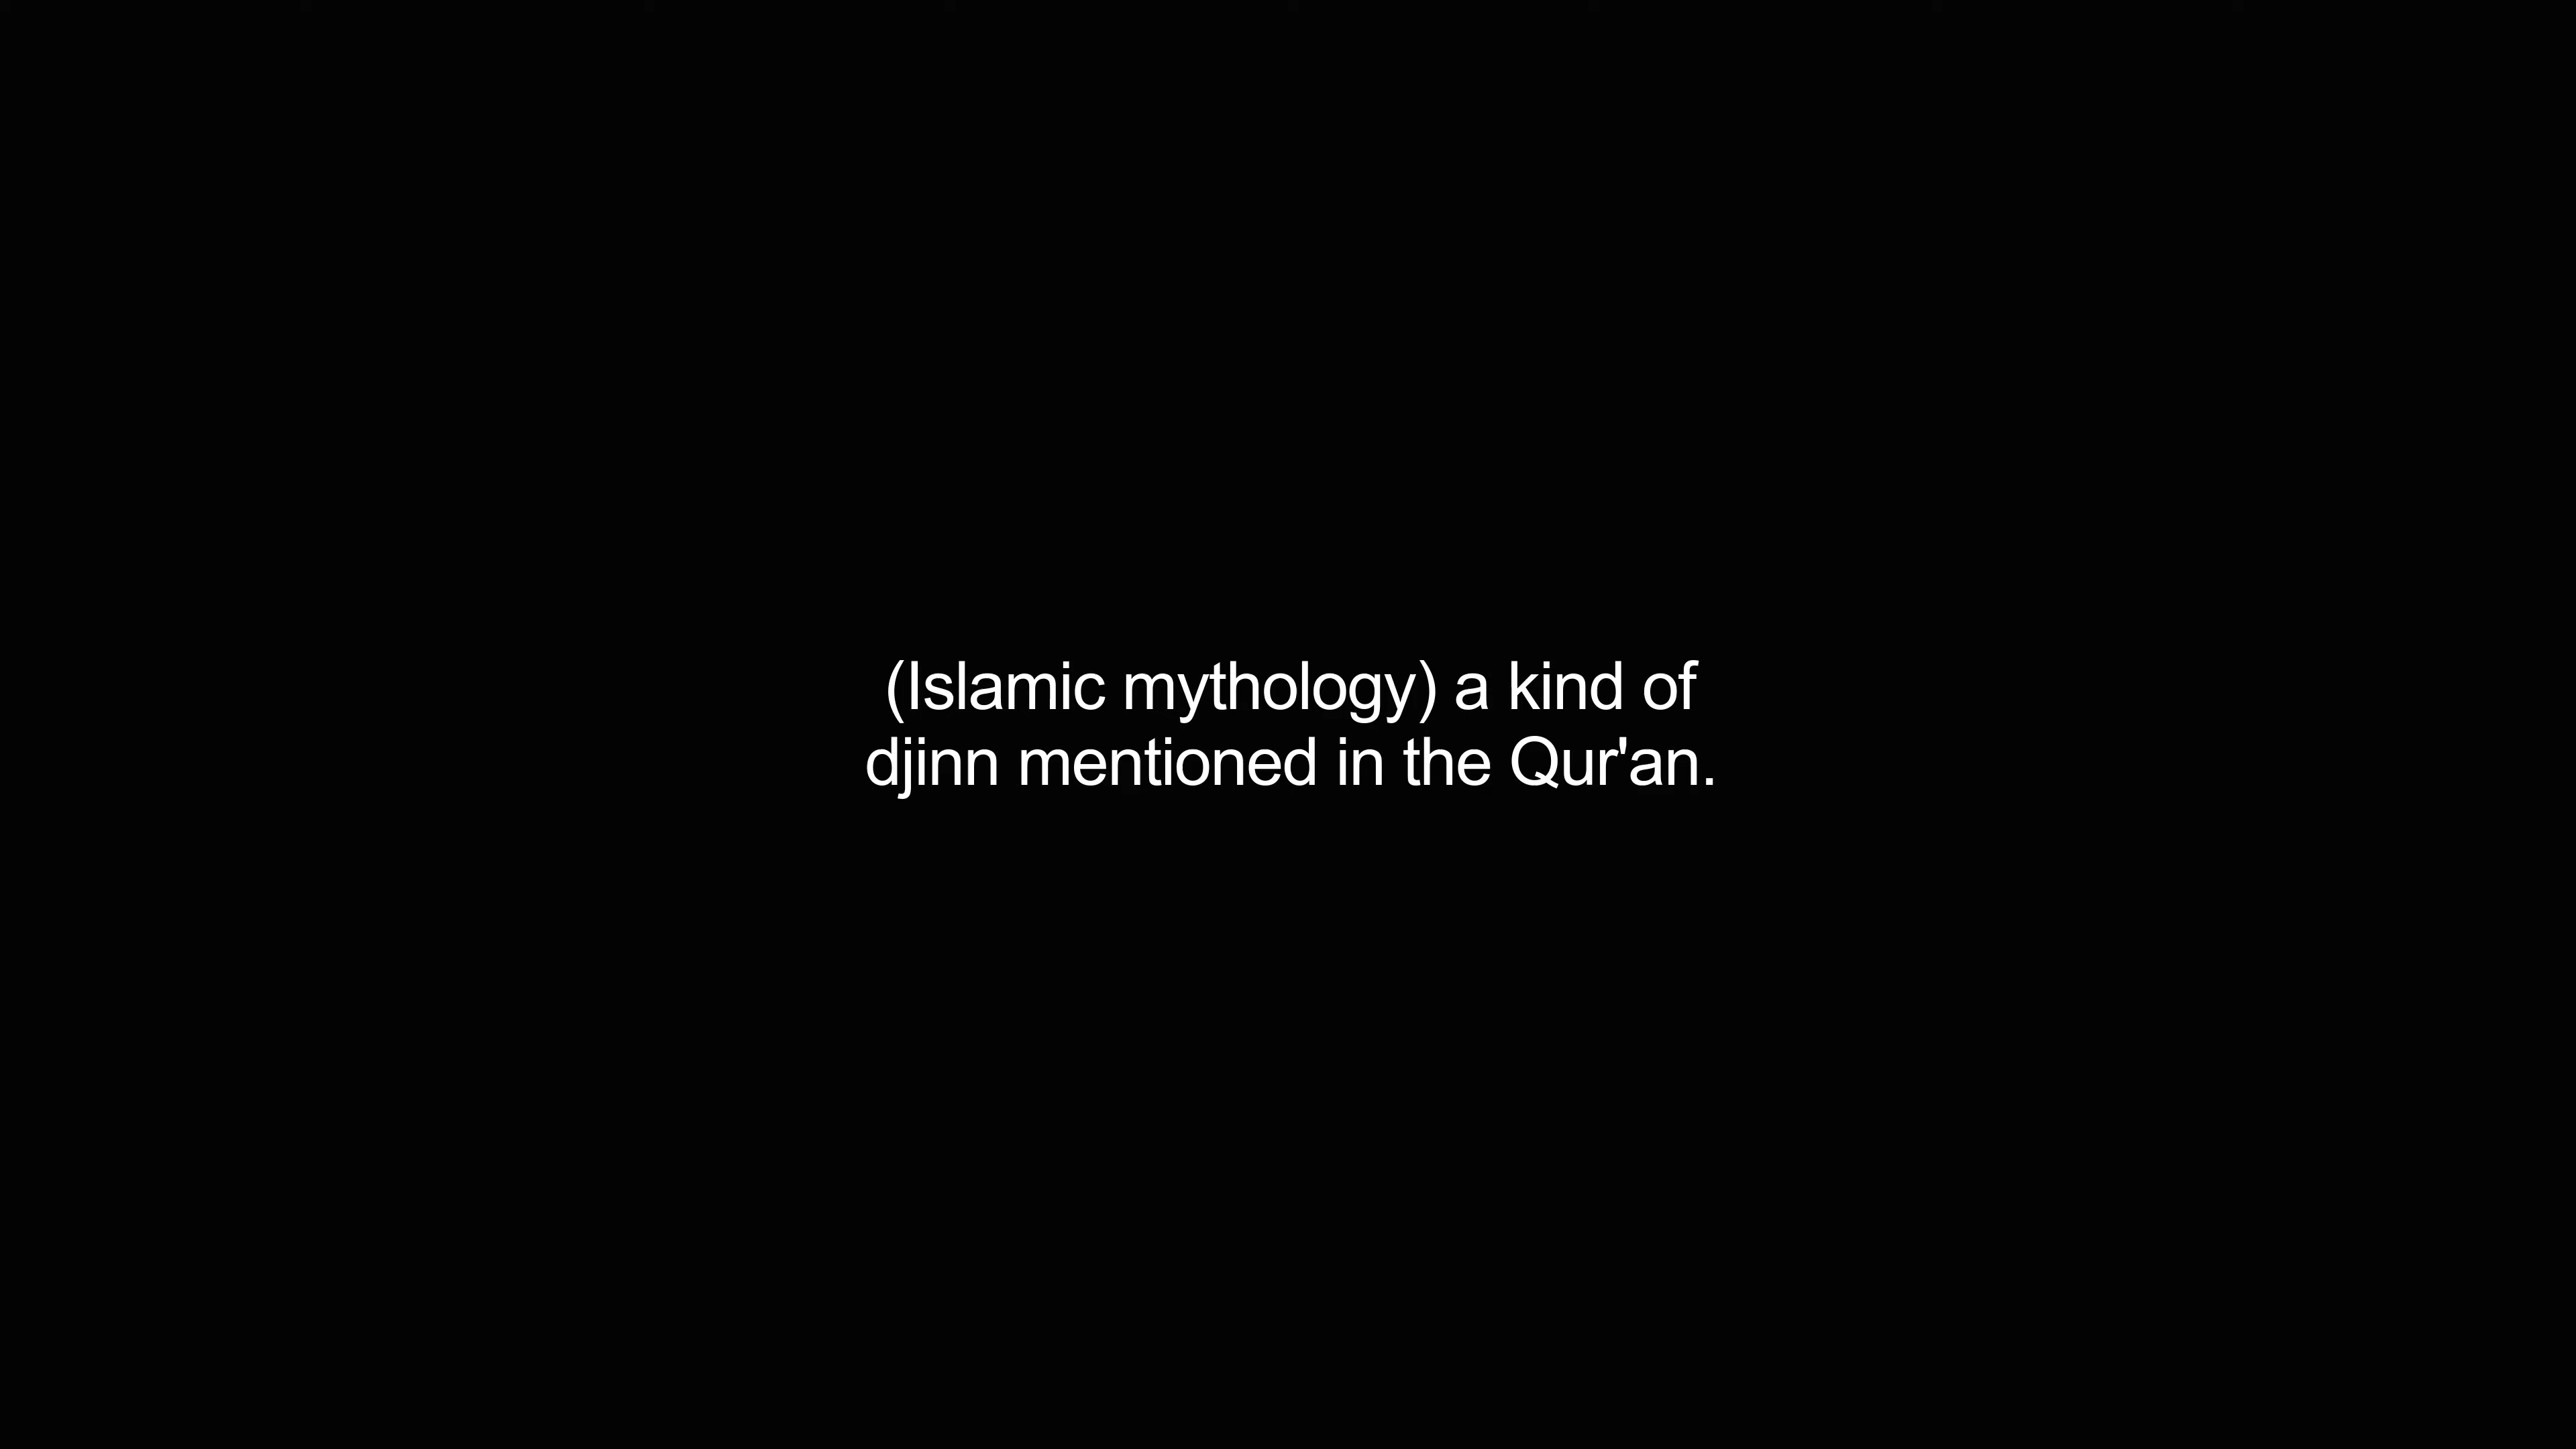 (Islamic mythology) a kind of
djinn mentioned in the Qur'an.